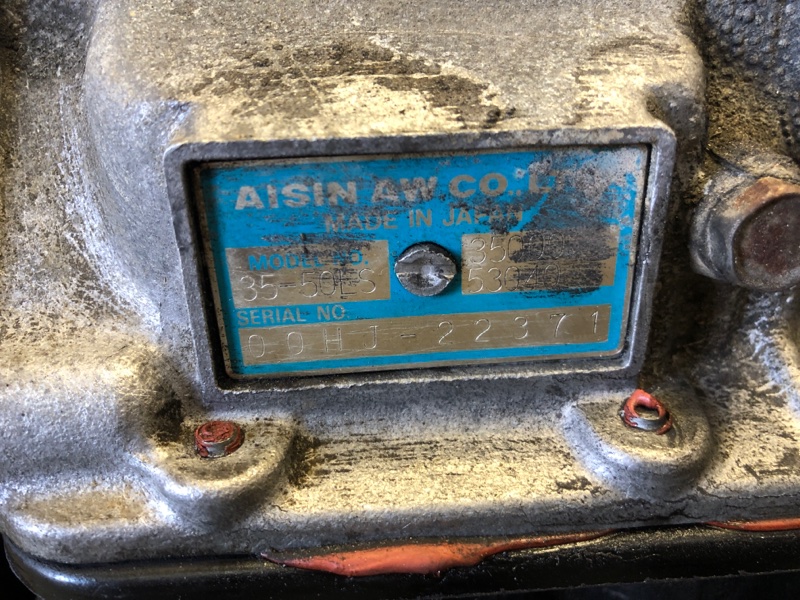 AISIN AW CO.,
MADE IN JAPAN
MODEL NO.
35-50LS
SERIAL NO.
00HJ-22371